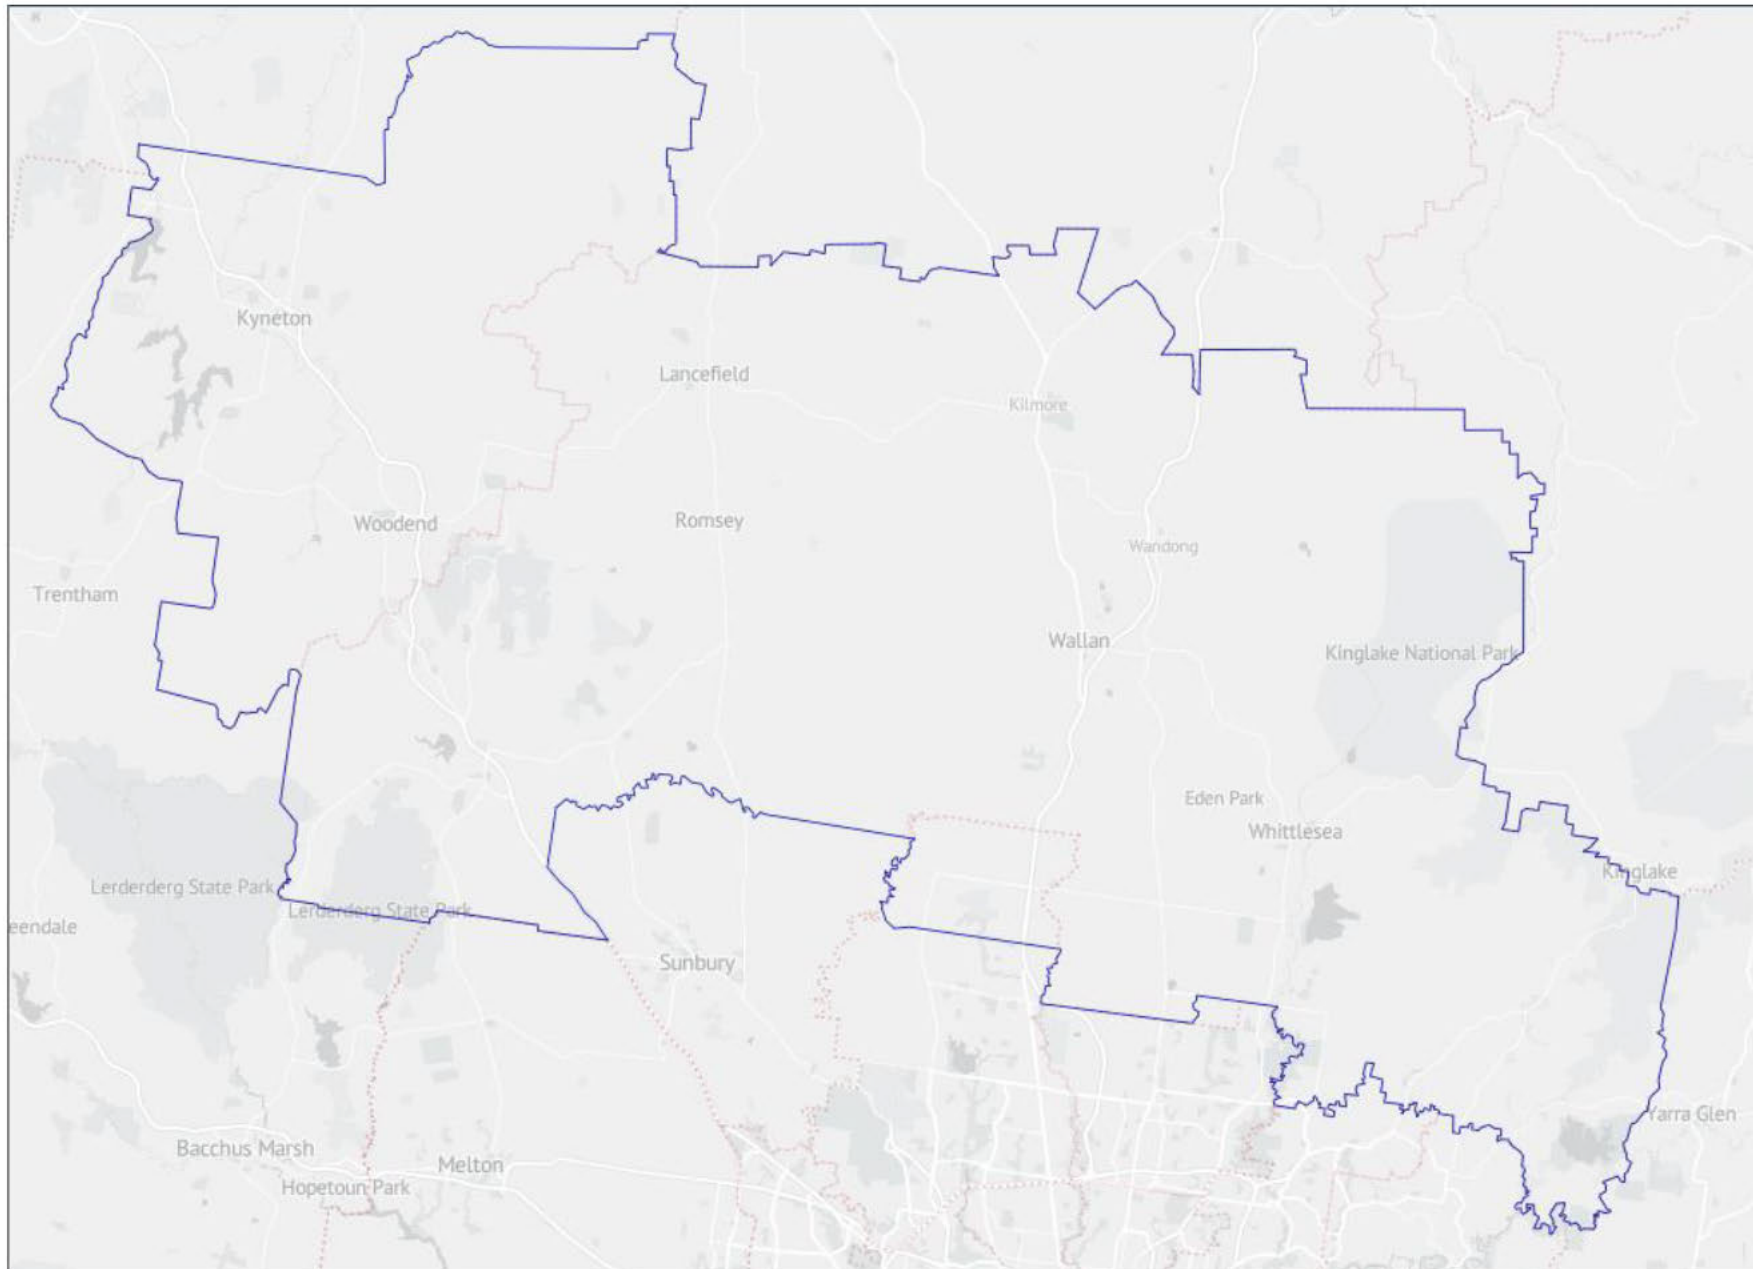 Kyneton
Lancefield
Kilmore
Woodend
Romsey
Wandong
Trentham
Wallan
Kinglake National Park
Eden Park
Whittlesea
Kinglake
Lerderderg State Park
Lerderderg State Park
eendale
Sunbury
Yarra Glen
Bacchus Marsh
Melton
Hopetoun Park